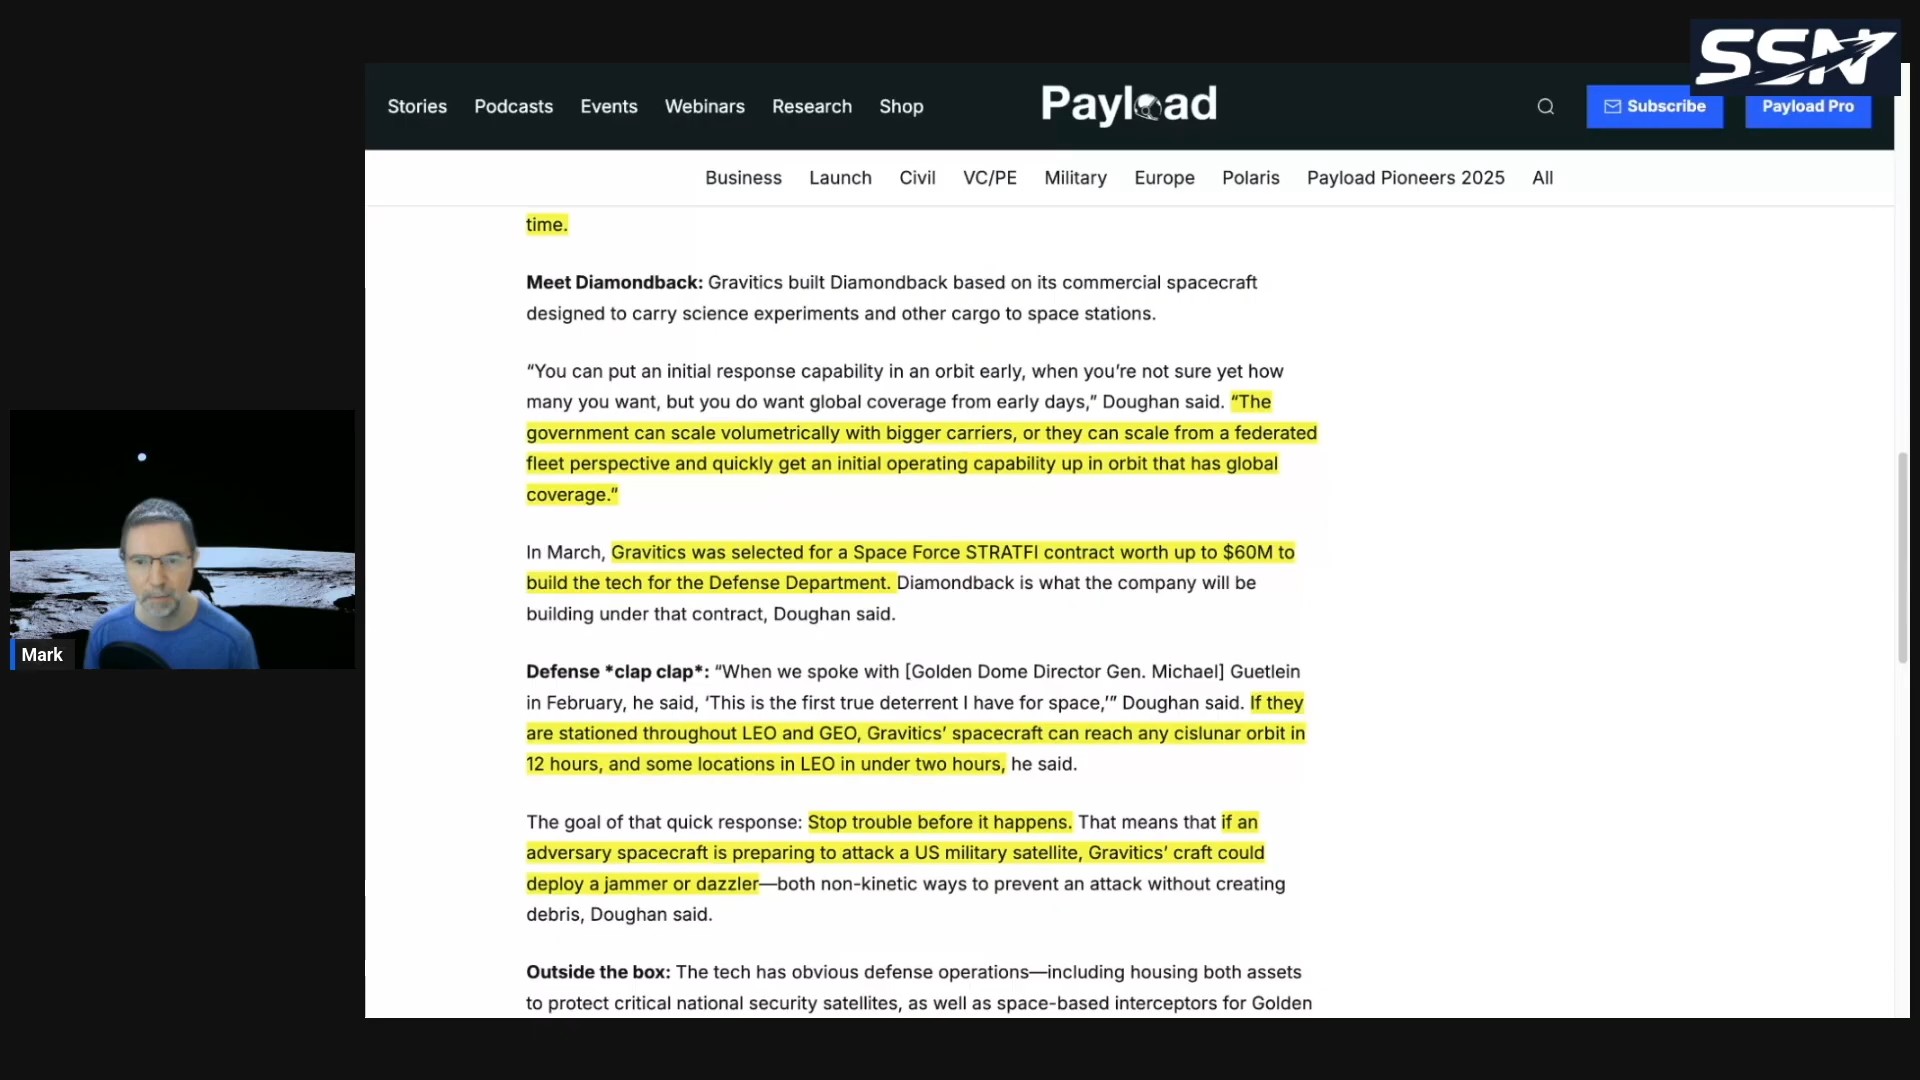 SSN
Stories Podcasts Events Webinars Research Shop Payload Subscribe Payload Pro
Business Launch Civil VC/PE Military Europe Polaris Payload Pioneers 2025 All
time.
Meet Diamondback: Gravitics built Diamondback based on its commercial spacecraft
designed to carry science experiments and other cargo to space stations.
“You can put an initial response capability in an orbit early, when you’re not sure yet how
many you want, but you do want global coverage from early days,” Doughan said. “The
government can scale volumetrically with bigger carriers, or they can scale from a federated
fleet perspective and quickly get an initial operating capability up in orbit that has global
coverage.”
In March, Gravitics was selected for a Space Force STRATFI contract worth up to $60M to
build the tech for the Defense Department. Diamondback is what the company will be
building under that contract, Doughan said.
Defense *clap clap*: “When we spoke with [Golden Dome Director Gen. Michael] Guetlein
in February, he said, ‘This is the first true deterrent I have for space,’” Doughan said. If they
are stationed throughout LEO and GEO, Gravitics’ spacecraft can reach any cislunar orbit in
12 hours, and some locations in LEO in under two hours, he said.
The goal of that quick response: Stop trouble before it happens. That means that if an
adversary spacecraft is preparing to attack a US military satellite, Gravitics’ craft could
deploy a jammer or dazzler—both non-kinetic ways to prevent an attack without creating
debris, Doughan said.
Outside the box: The tech has obvious defense operations—including housing both assets
to protect critical national security satellites, as well as space-based interceptors for Golden
Mark